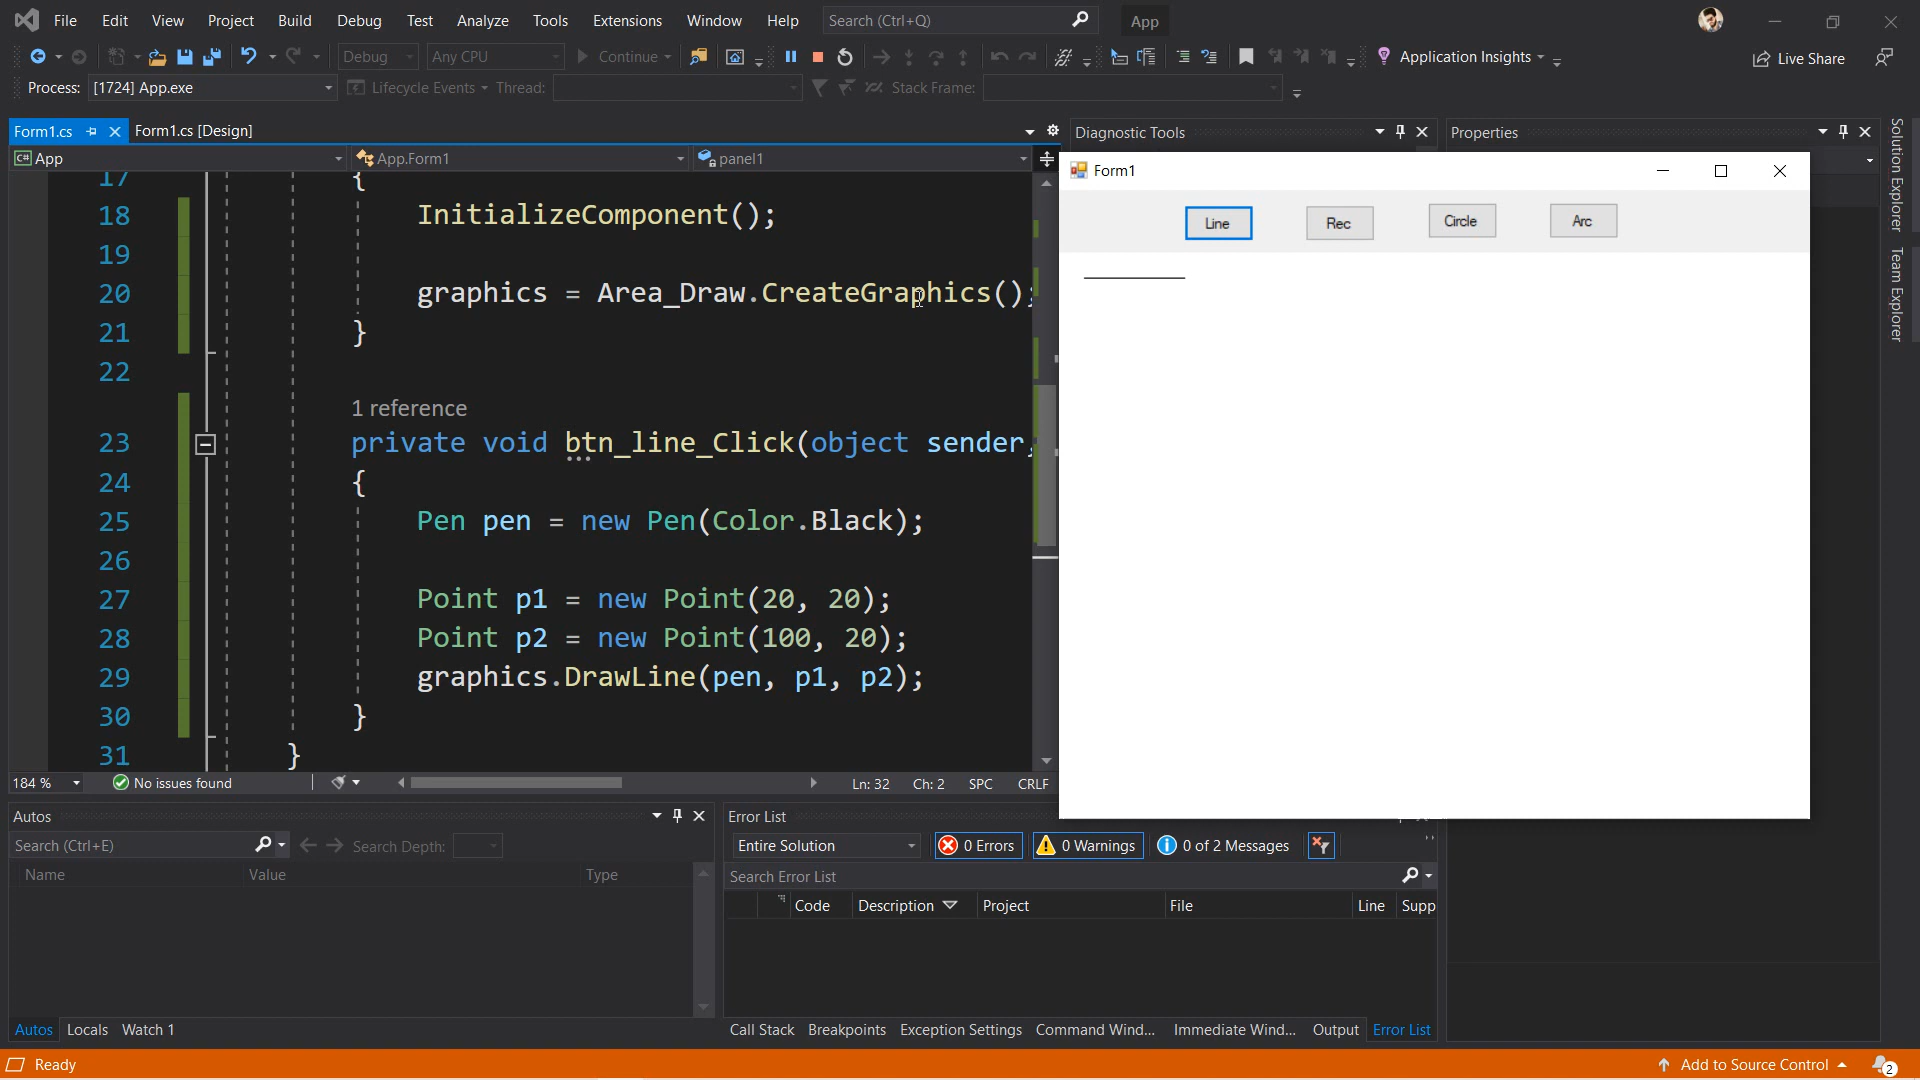 File Edit View Project Build Debug Test Analyze Tools Extensions Window Help Search (Ctrl+Q) App
Debug Any CPU Continue Application Insights Live Share
Process: [1724] App.exe Lifecycle Events Thread: Stack Frame:
Form1.cs Form1.cs [Design]
C# App App.Form1 panel1
17 {
18 InitializeComponent();
19
20 graphics = Area_Draw.CreateGraphics();
21 }
22
1 reference
23 private void btn_line_Click(object sender,
24 {
25 Pen pen = new Pen(Color.Black);
26
27 Point p1 = new Point(20, 20);
28 Point p2 = new Point(100, 20);
29 graphics.DrawLine(pen, p1, p2);
30 }
31 }
184 % No issues found Ln: 32 Ch: 2 SPC CRLF
Diagnostic Tools
Properties
Form1
Line Rec Circle Arc
Solution Explorer
Team Explorer
Autos
Search (Ctrl+E) Search Depth:
Name Value Type
Autos Locals Watch 1
Error List
Entire Solution 0 Errors 0 Warnings 0 of 2 Messages
Search Error List
Code Description Project File Line Supp
Call Stack Breakpoints Exception Settings Command Wind... Immediate Wind... Output Error List
Ready Add to Source Control 2